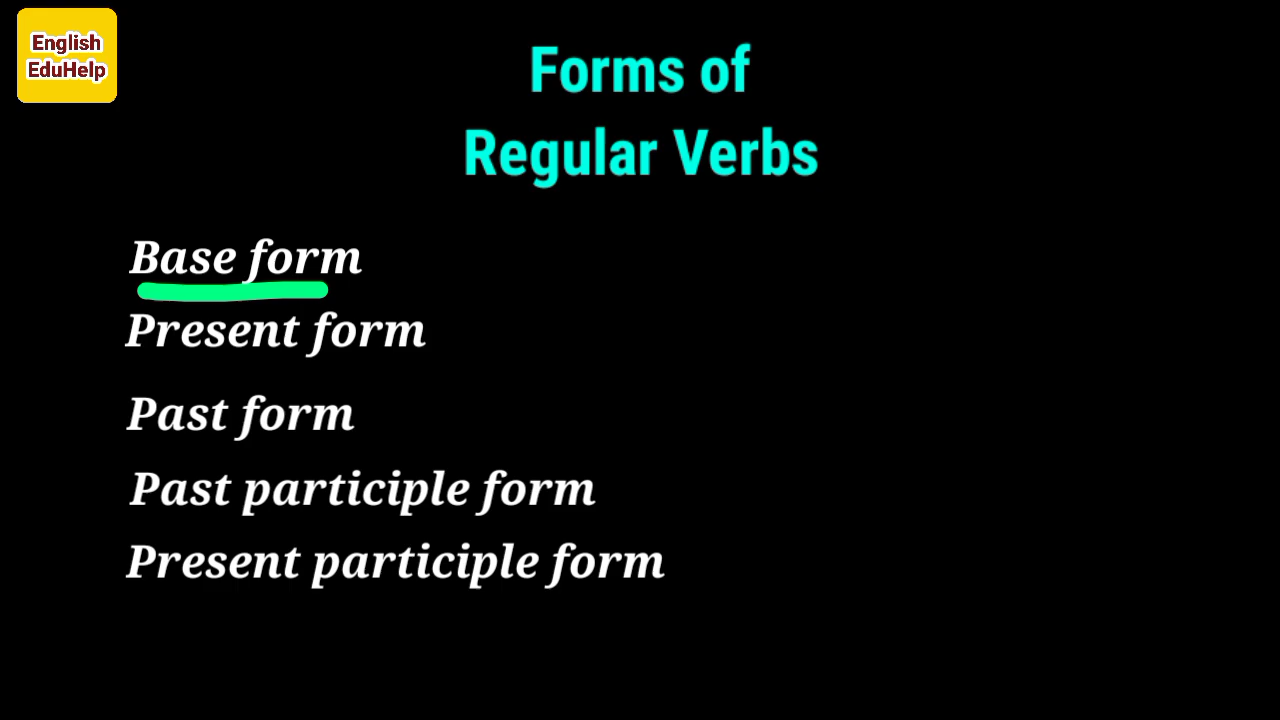 English
EduHelp
Forms of
Regular Verbs
Base form
Present form
Past form
Past participle form
Present participle form